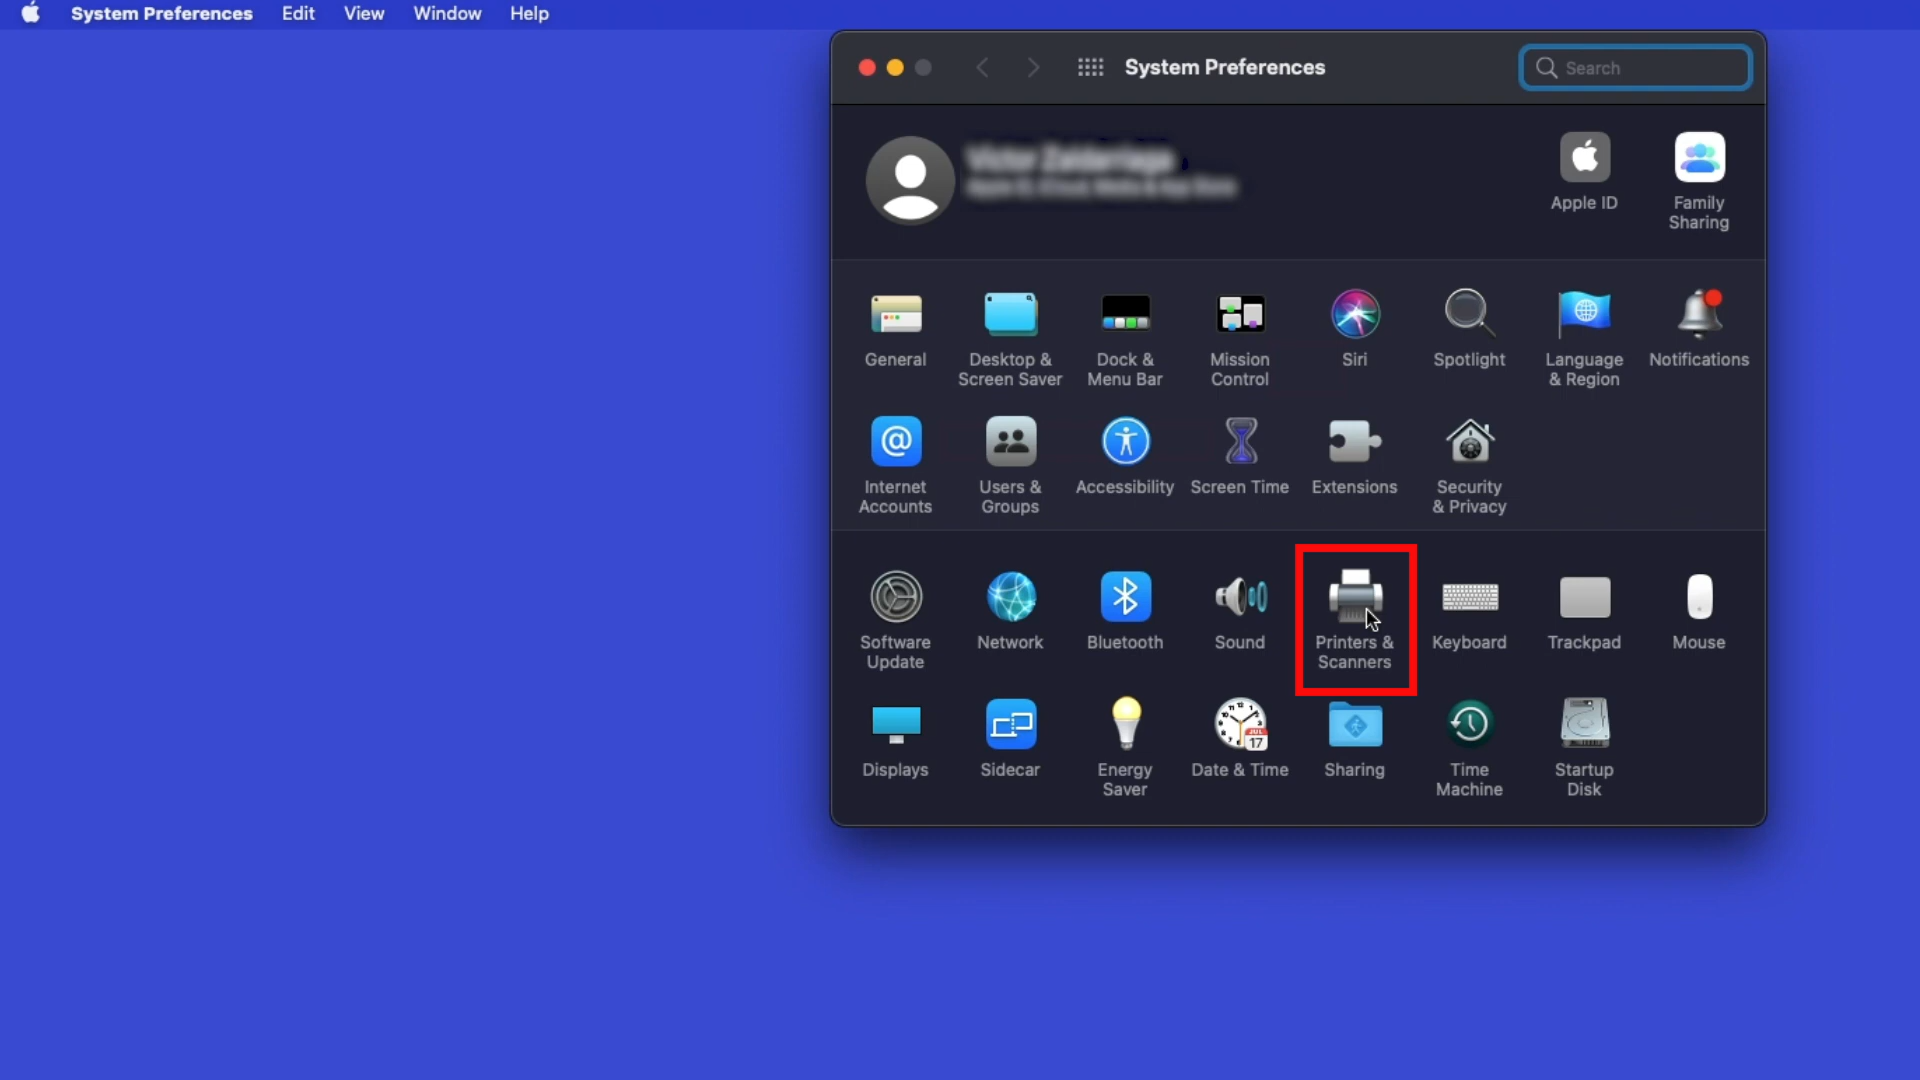 System Preferences Edit View Window Help
System Preferences
Search
Apple ID
Family
Sharing
General
Desktop &
Screen Saver
Dock &
Menu Bar
Mission
Control
Siri
Spotlight
Language
& Region
Notifications
Internet
Accounts
Users &
Groups
Accessibility
Screen Time
Extensions
Security
& Privacy
Software
Update
Network
Bluetooth
Sound
Printers &
Scanners
Keyboard
Trackpad
Mouse
Displays
Sidecar
Energy
Saver
JUL
17
Date & Time
Sharing
Time
Machine
Startup
Disk